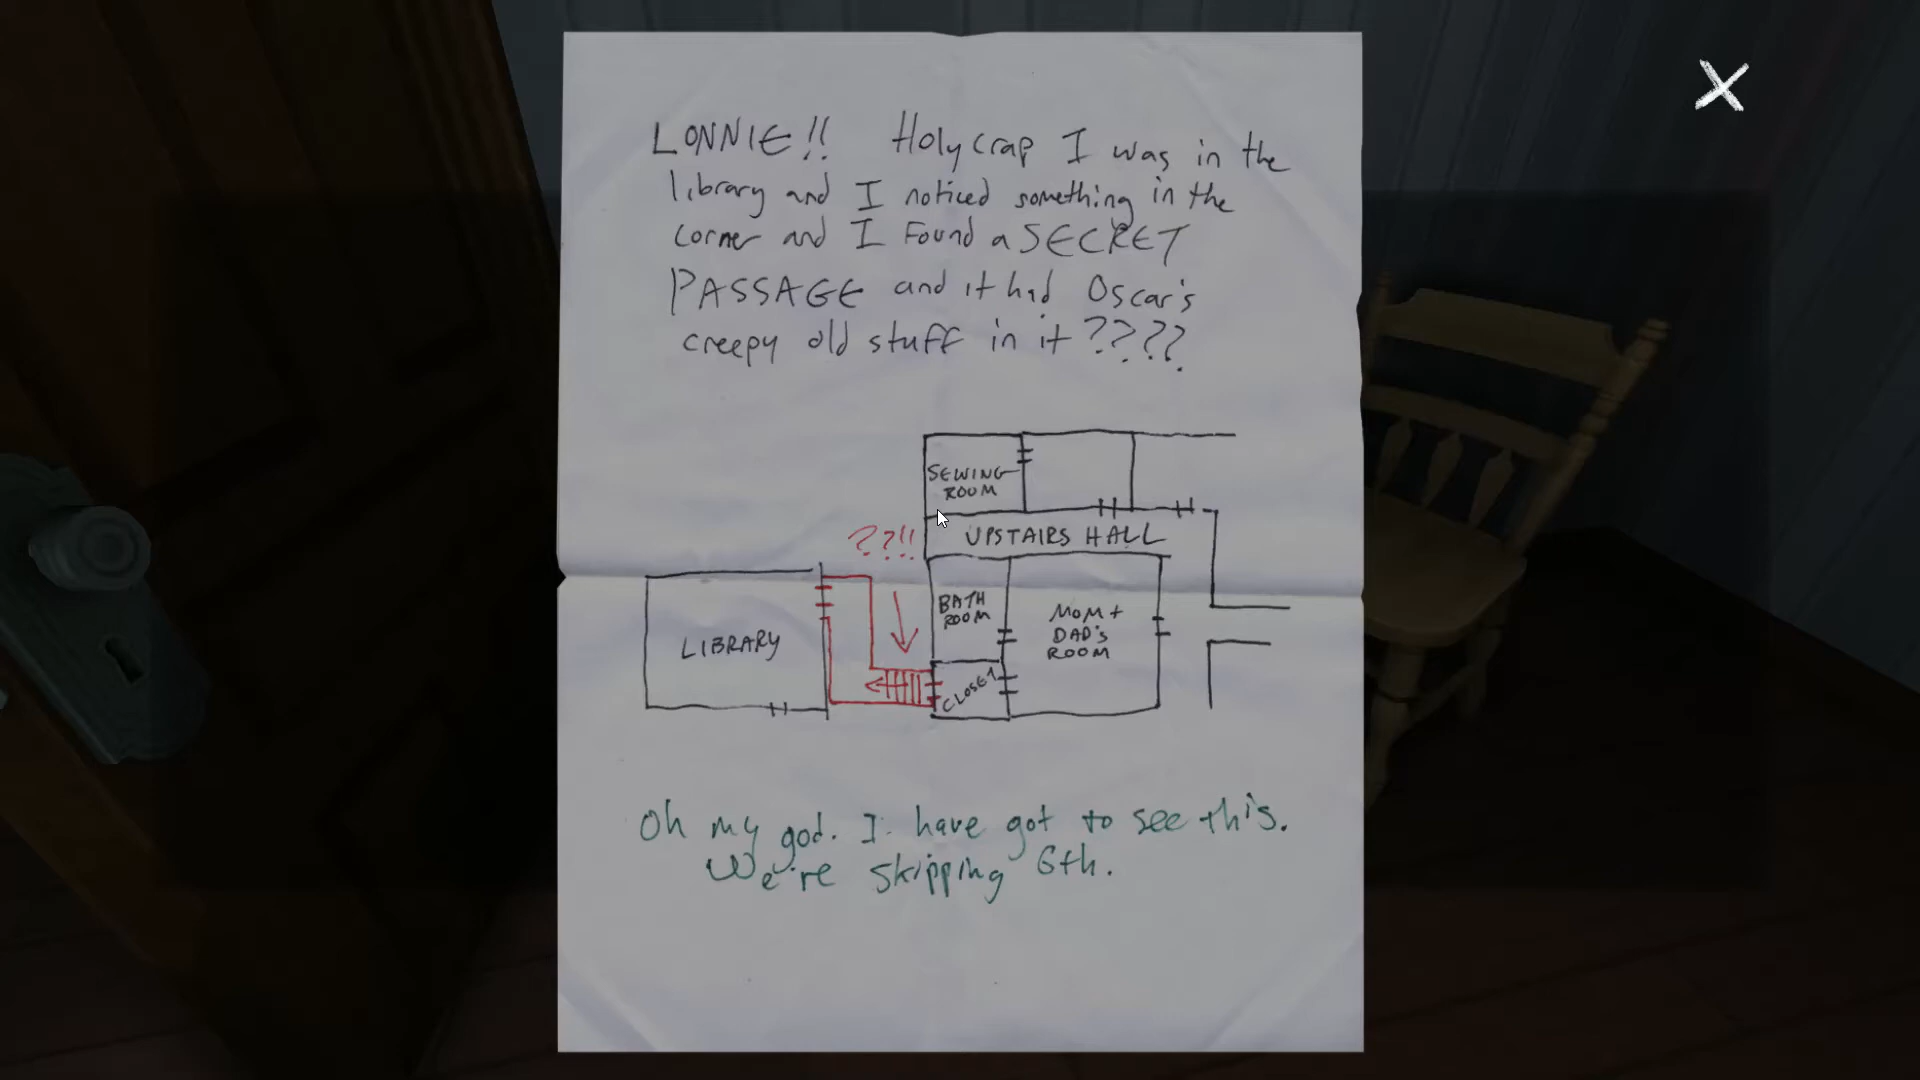 LONNIE!! Holy crap I was in the
library and I noticed something in the
corner and I found a SECRET
PASSAGE and it had Oscar's
creepy old stuff in it????
SEWING
ROOM
UPSTAIRS HALL
??!!
BATH
ROOM
MOM +
DAD'S
ROOM
LIBRARY
CLOSET
Oh my god. I have got to see this.
We're skipping 6th.